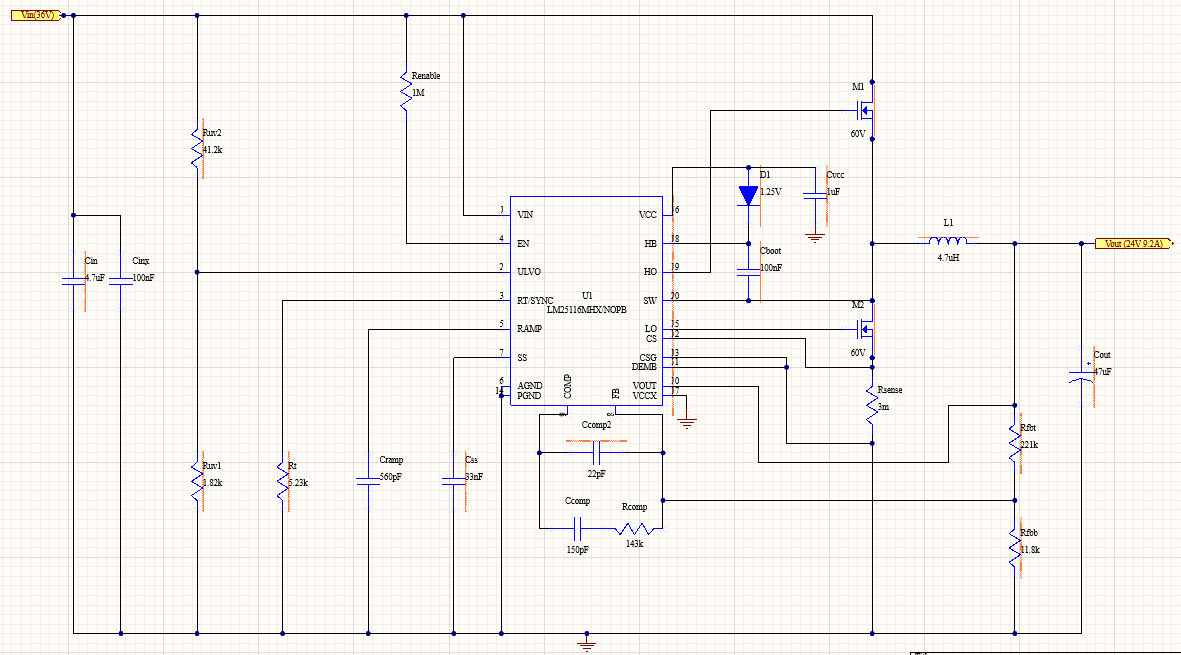 Vin(36V)
Renable
1M
M1
60V
Ruv2
41.2k
D1
1.25V
Cvcc
1uF
1
VIN
VCC
16
4
EN
HB
18
L1
4.7uH
Vout (24V 9.2A)
Cin
4.7uF
Cinx
100nF
Cboot
100nF
2
ULVO
HO
19
3
RT/SYNC
U1
LM25116MHX/NOPB
SW
20
M2
60V
5
RAMP
LO
15
CS
12
7
SS
CSG
13
DEMB
11
6
AGND
14
PGND
COMP
FB
VOUT
10
VCCX
17
9
8
Cout
47uF
Rsense
3m
Ccomp2
22pF
Rfbt
221k
Ruv1
1.82k
Rt
5.23k
Cramp
560pF
Css
33nF
Ccomp
150pF
Rcomp
143k
Rfbb
11.8k